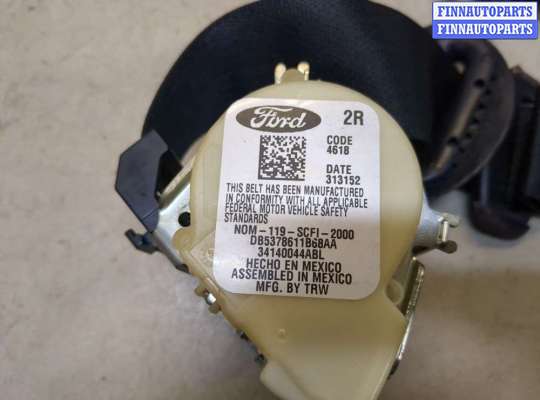 FINNAUTOPARTS
FINNAUTOPARTS
Ford
2R
CODE
4618
DATE
313152
THIS BELT HAS BEEN MANUFACTURED
IN CONFORMITY WITH ALL APPLICABLE
FEDERAL MOTOR VEHICLE SAFETY
STANDARDS
NOM-119-SCFI-2000
DB5378611B68AA
34140044ABL
HECHO EN MEXICO
ASSEMBLED IN MEXICO
MFG. BY TRW